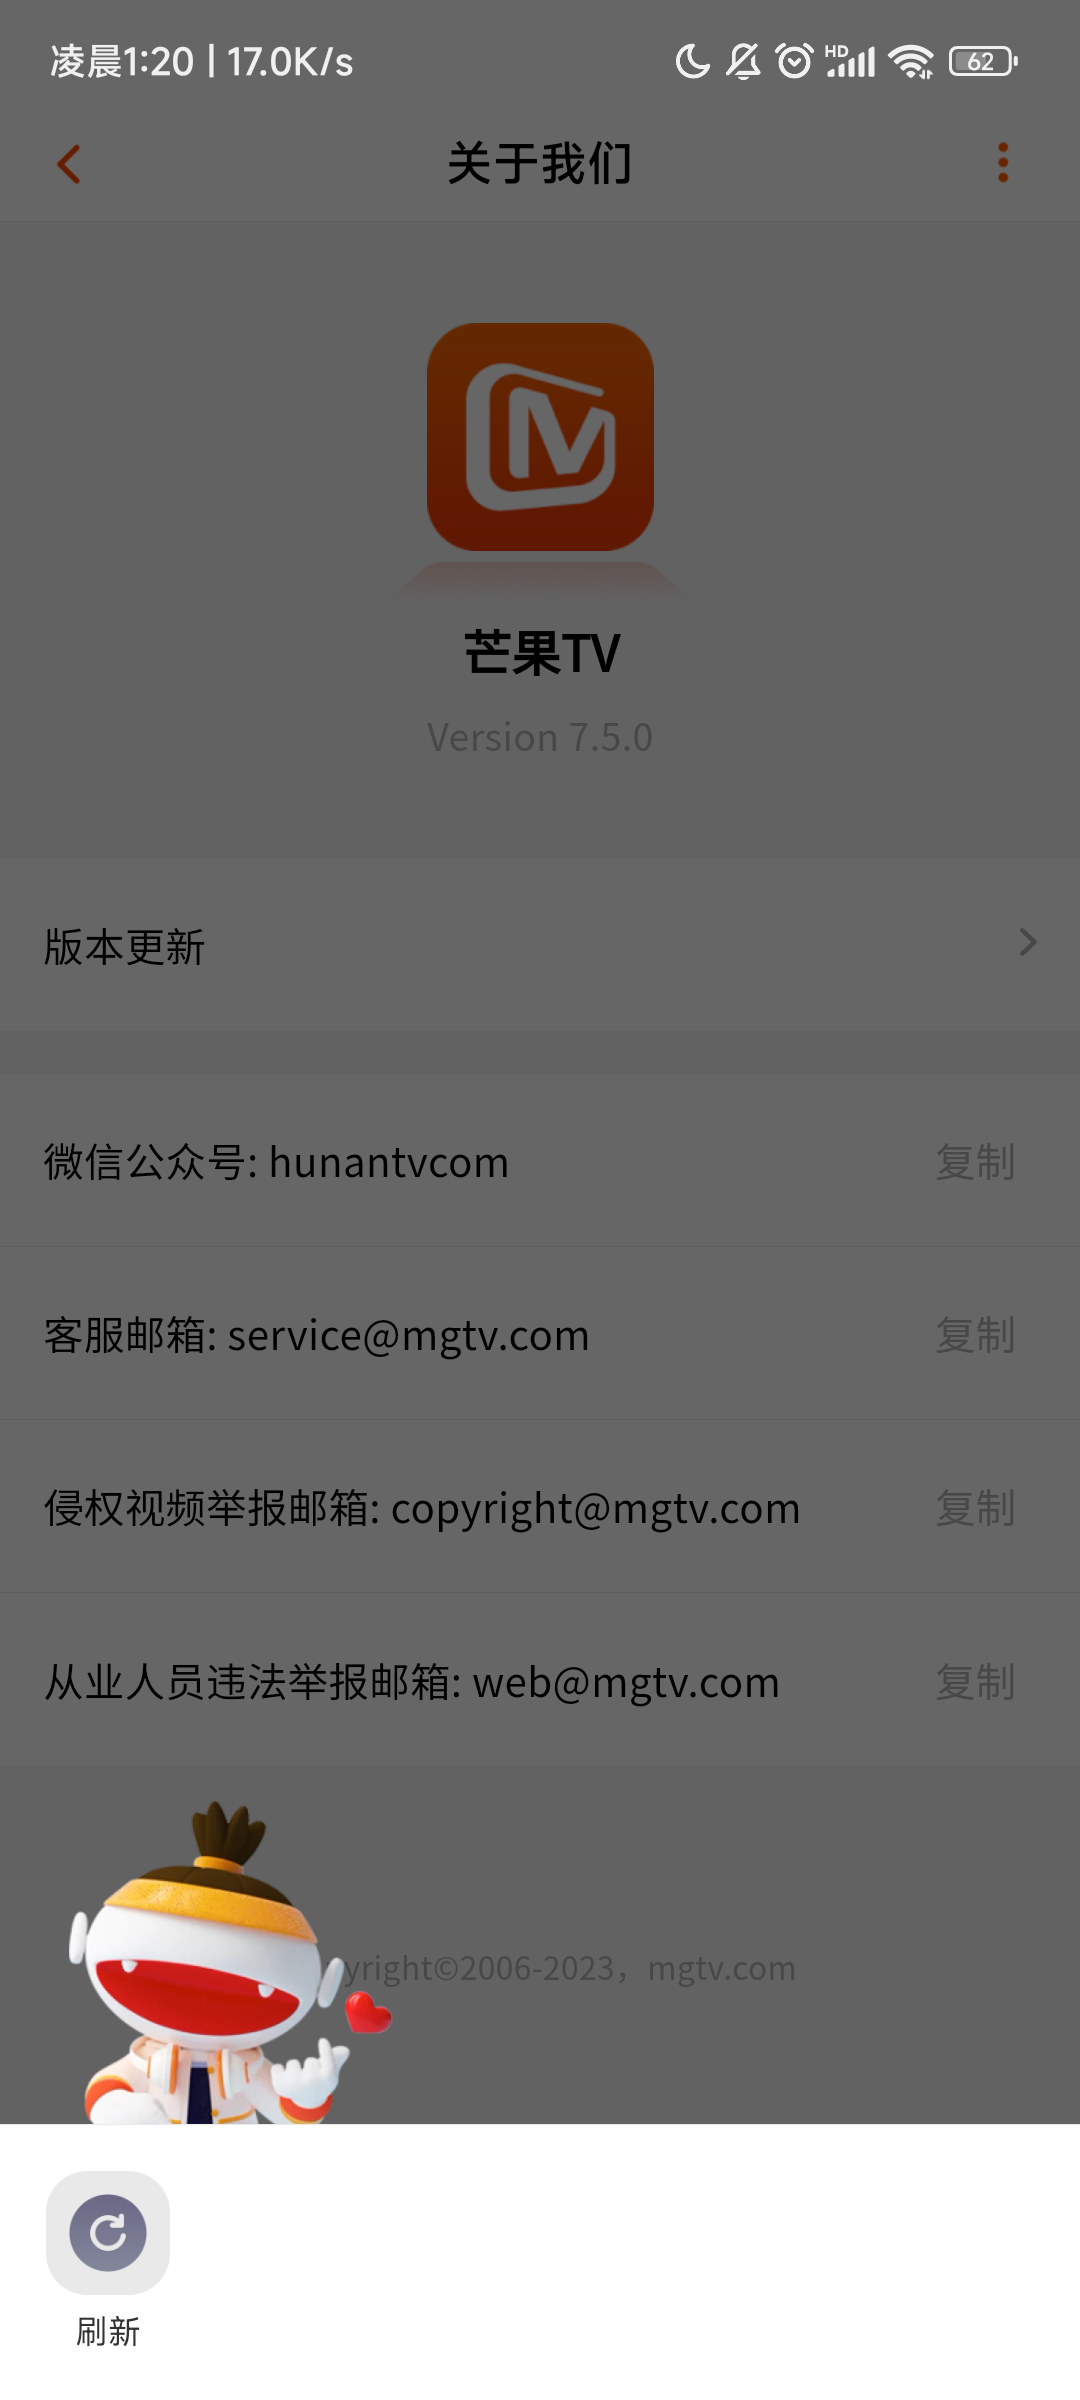 凌晨1:20 | 17.0K/s
HD
62
关于我们
芒果TV
Version 7.5.0
版本更新
微信公众号: hunantvcom 复制
客服邮箱: service@mgtv.com 复制
侵权视频举报邮箱: copyright@mgtv.com 复制
从业人员违法举报邮箱: web@mgtv.com 复制
yright©2006-2023，mgtv.com
刷新